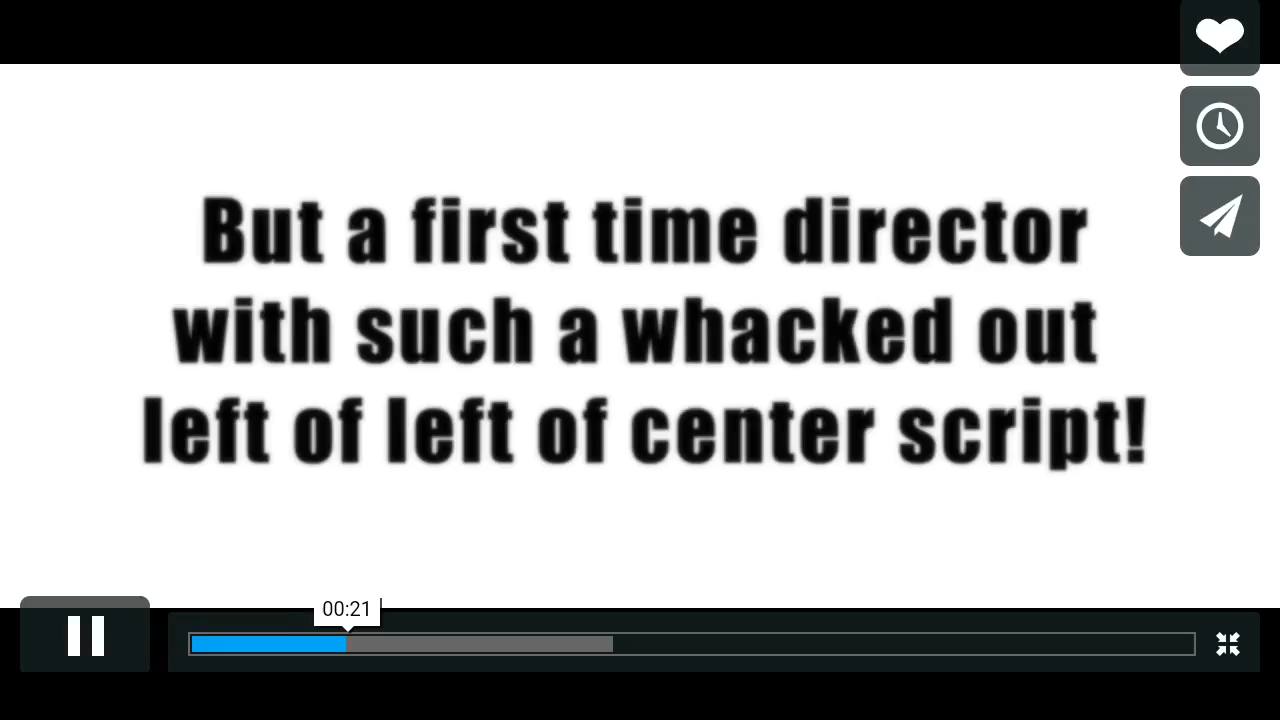 But a first time director
with such a whacked out
left of left of center script!
00:21